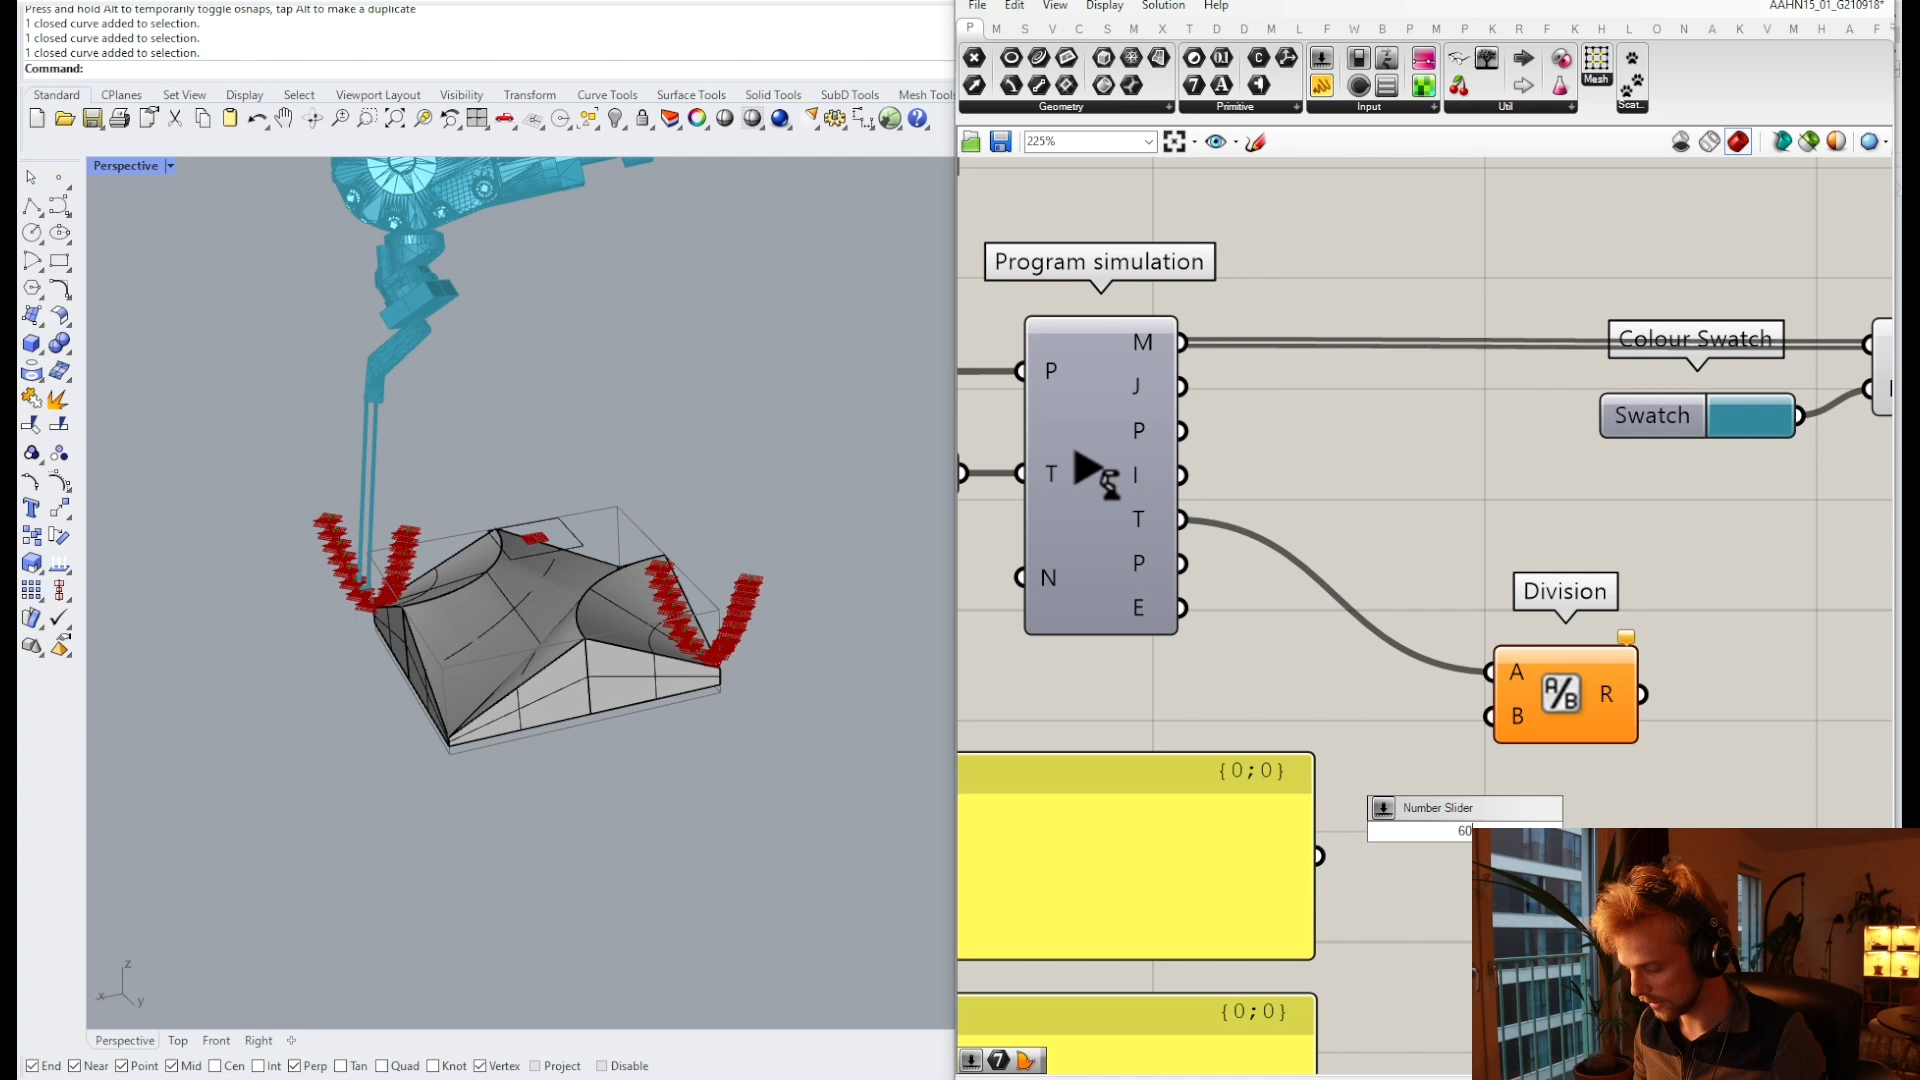 Press and hold Alt to temporarily toggle osnaps, tap Alt to make a duplicate
1 closed curve added to selection.
1 closed curve added to selection.
1 closed curve added to selection.
Command:
Standard CPlanes Set View Display Select Viewport Layout Visibility Transform Curve Tools Surface Tools Solid Tools SubD Tools Mesh Tools
Perspective
z
x y
Perspective Top Front Right
End Near Point Mid Cen Int Perp Tan Quad Knot Vertex Project Disable
File Edit View Display Solution Help
AAHN15_01_G210918*
P M S V C S M X T D D M L F W B P M P K R F K H L O N A K V M H A F
Geometry Primitive Input Util
Mesh
Scat..
225%
Program simulation
P
T
N
M
J
P
I
T
P
E
Colour Swatch
Swatch
Division
A
B
A/B
R
{0;0}
Number Slider
60
{0;0}